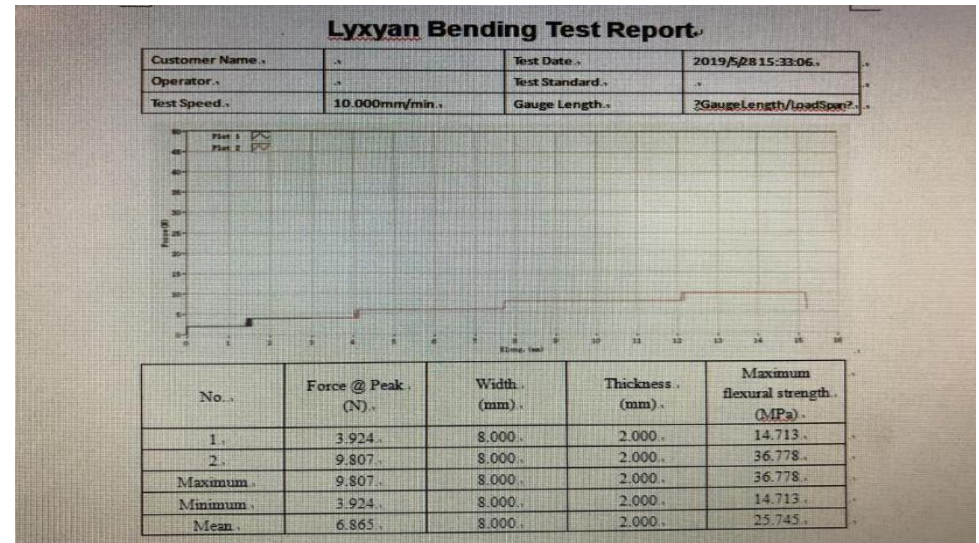 Lyxyan Bending Test Report
Customer Name. Test Date. 2019/5/28 15:33:06.
Operator. Test Standard.
Test Speed. 10.000mm/min. Gauge Length. ?GaugeLength/LoadSpan?.
Plot 1
Plot 2
Force(N)
Elong. (mm)
No. Force @ Peak (N). Width (mm). Thickness (mm). Maximum flexural strength (MPa).
1. 3.924. 8.000. 2.000. 14.713.
2. 9.807. 8.000. 2.000. 36.778.
Maximum. 9.807. 8.000. 2.000. 36.778.
Minimum. 3.924. 8.000. 2.000. 14.713.
Mean. 6.865. 8.000. 2.000. 25.745.